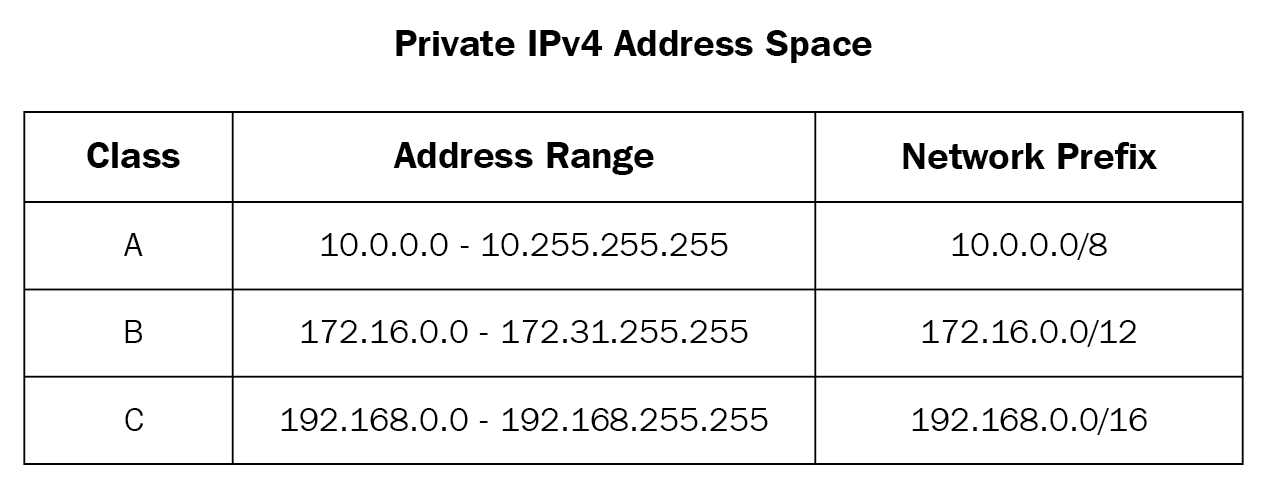 Private IPv4 Address Space
Class Address Range Network Prefix
A 10.0.0.0 - 10.255.255.255 10.0.0.0/8
B 172.16.0.0 - 172.31.255.255 172.16.0.0/12
C 192.168.0.0 - 192.168.255.255 192.168.0.0/16